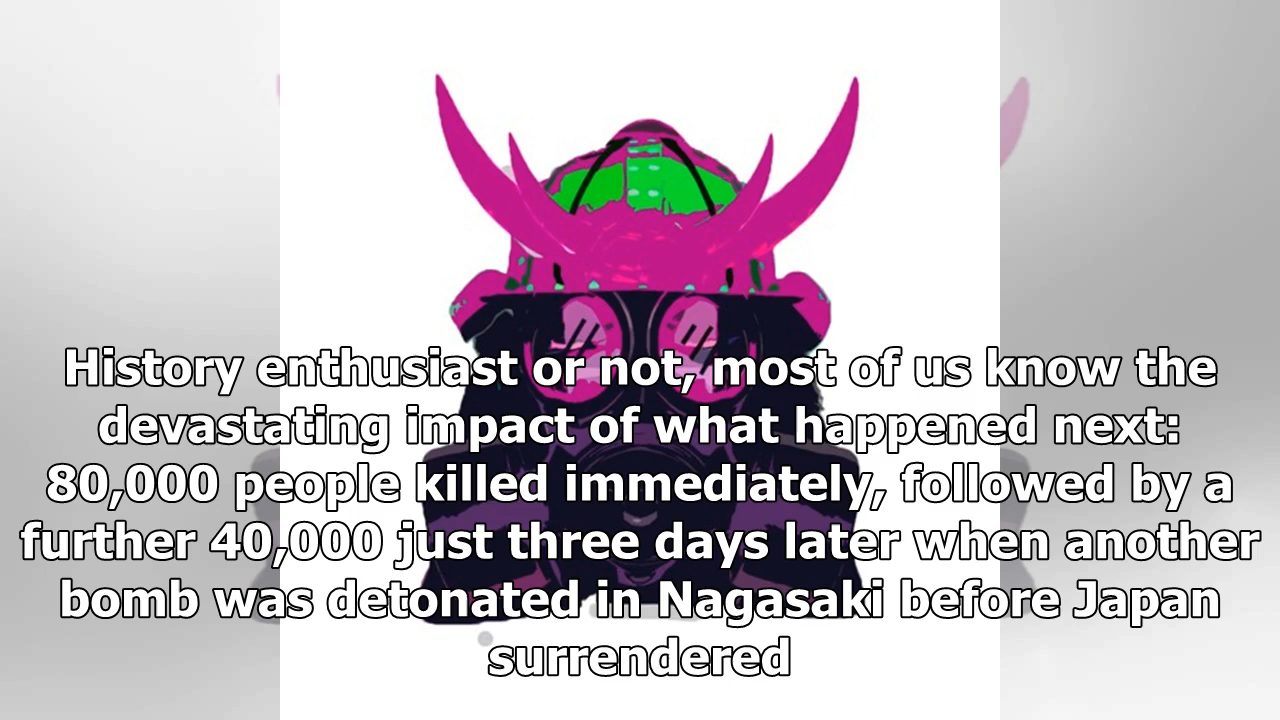 History enthusiast or not, most of us know the
devastating impact of what happened next:
80,000 people killed immediately, followed by a
further 40,000 just three days later when another
bomb was detonated in Nagasaki before Japan
surrendered